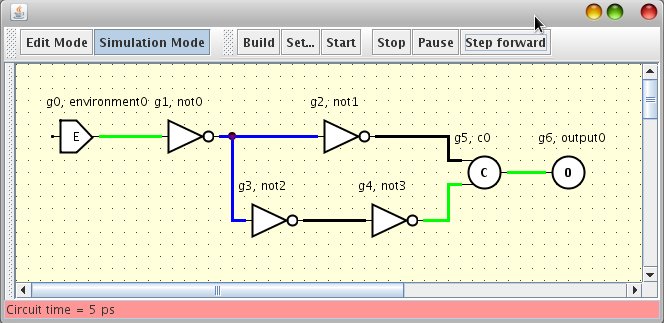 Edit Mode Simulation Mode Build Set... Start Stop Pause Step forward
g0, environment0 g1, not0 g2, not1
E
g5, c0 g6, output0
C O
g3, not2 g4, not3
Circuit time = 5 ps